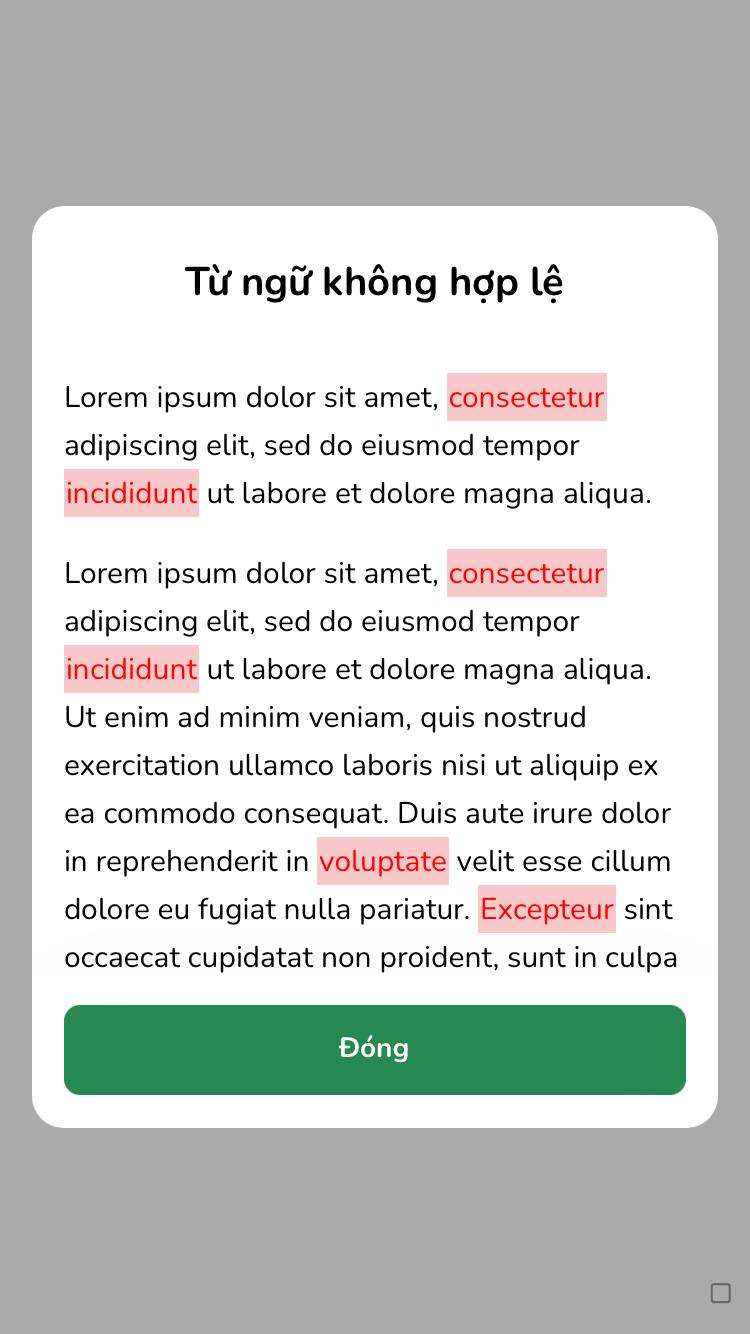 Từ ngữ không hợp lệ
Lorem ipsum dolor sit amet, consectetur
adipiscing elit, sed do eiusmod tempor
incididunt ut labore et dolore magna aliqua.
Lorem ipsum dolor sit amet, consectetur
adipiscing elit, sed do eiusmod tempor
incididunt ut labore et dolore magna aliqua.
Ut enim ad minim veniam, quis nostrud
exercitation ullamco laboris nisi ut aliquip ex
ea commodo consequat. Duis aute irure dolor
in reprehenderit in voluptate velit esse cillum
dolore eu fugiat nulla pariatur. Excepteur sint
occaecat cupidatat non proident, sunt in culpa
Đóng